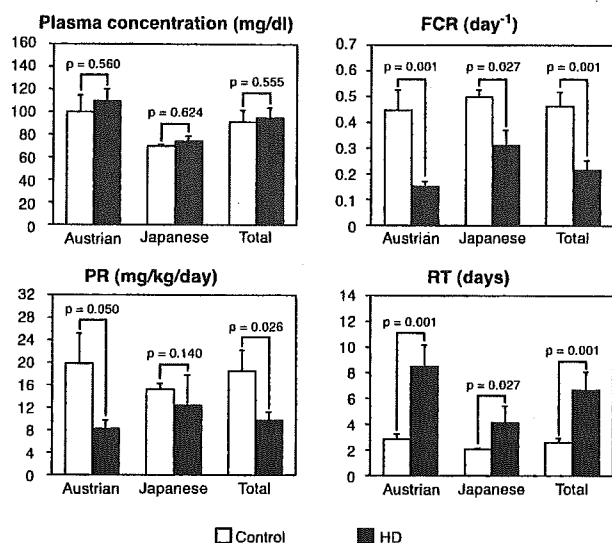 Plasma concentration (mg/dl)
160
140
120
100
80
60
40
20
0
p = 0.560
p = 0.624
p = 0.555
Austrian Japanese Total
FCR (day-1)
0.7
0.6
0.5
0.4
0.3
0.2
0.1
0
p = 0.001
p = 0.027
p = 0.001
Austrian Japanese Total
PR (mg/kg/day)
32
28
24
20
16
12
8
4
0
p = 0.050
p = 0.140
p = 0.026
Austrian Japanese Total
RT (days)
14
12
10
8
6
4
2
0
p = 0.001
p = 0.027
p = 0.001
Austrian Japanese Total
Control HD